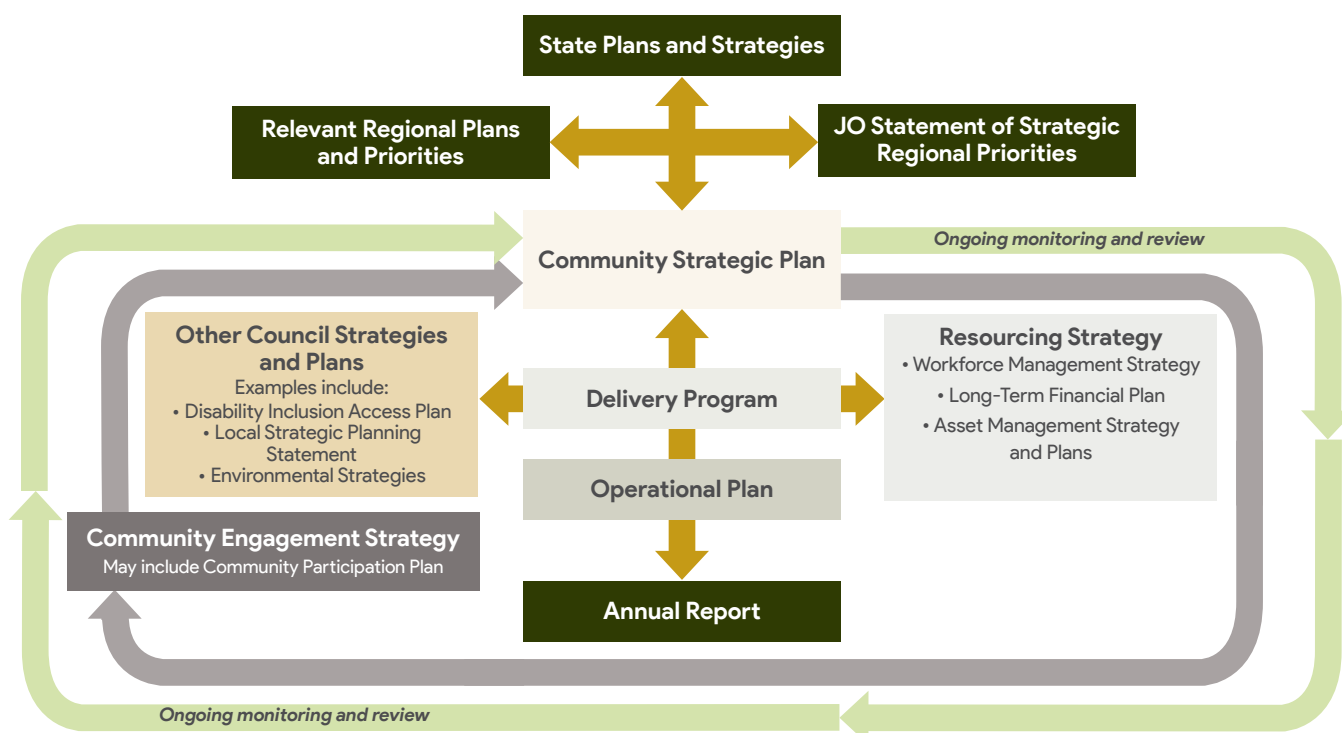 State Plans and Strategies
Relevant Regional Plans
and Priorities
JO Statement of Strategic
Regional Priorities
Community Strategic Plan
Ongoing monitoring and review
Other Council Strategies
and Plans
Examples include:
• Disability Inclusion Access Plan
• Local Strategic Planning
Statement
• Environmental Strategies
Delivery Program
Resourcing Strategy
• Workforce Management Strategy
• Long-Term Financial Plan
• Asset Management Strategy
and Plans
Operational Plan
Community Engagement Strategy
May include Community Participation Plan
Annual Report
Ongoing monitoring and review